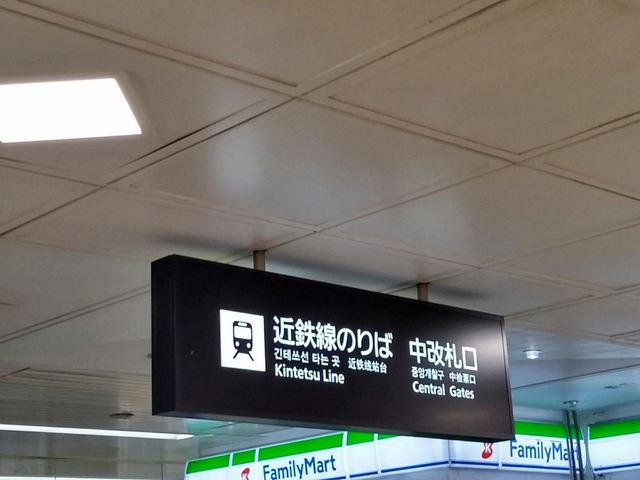 近鉄線のりば
긴테쓰선 타는 곳 近铁线站台
Kintetsu Line
中改札口
중앙개찰구 中检票口
Central Gates
FamilyMart
FamilyMart